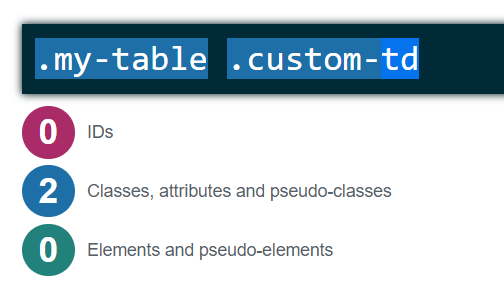 .my-table .custom-td
0 IDs
2 Classes, attributes and pseudo-classes
0 Elements and pseudo-elements